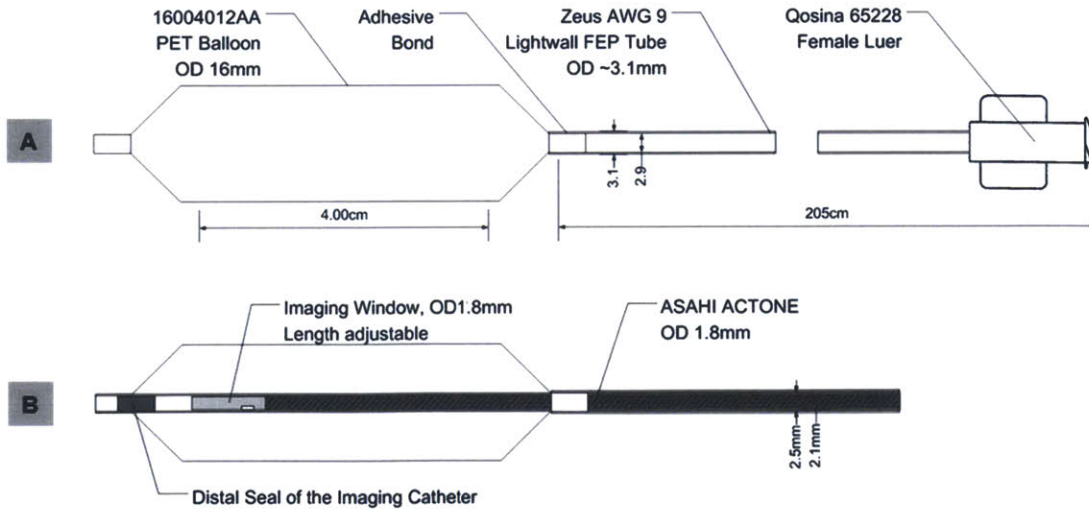 16004012AA
PET Balloon
OD 16mm
Adhesive
Bond
Zeus AWG 9
Lightwall FEP Tube
OD ~3.1mm
Qosina 65228
Female Luer
A
3.1
2.9
4.00cm
205cm
Imaging Window, OD1.8mm
Length adjustable
ASAHI ACTONE
OD 1.8mm
B
2.5mm
2.1mm
Distal Seal of the Imaging Catheter